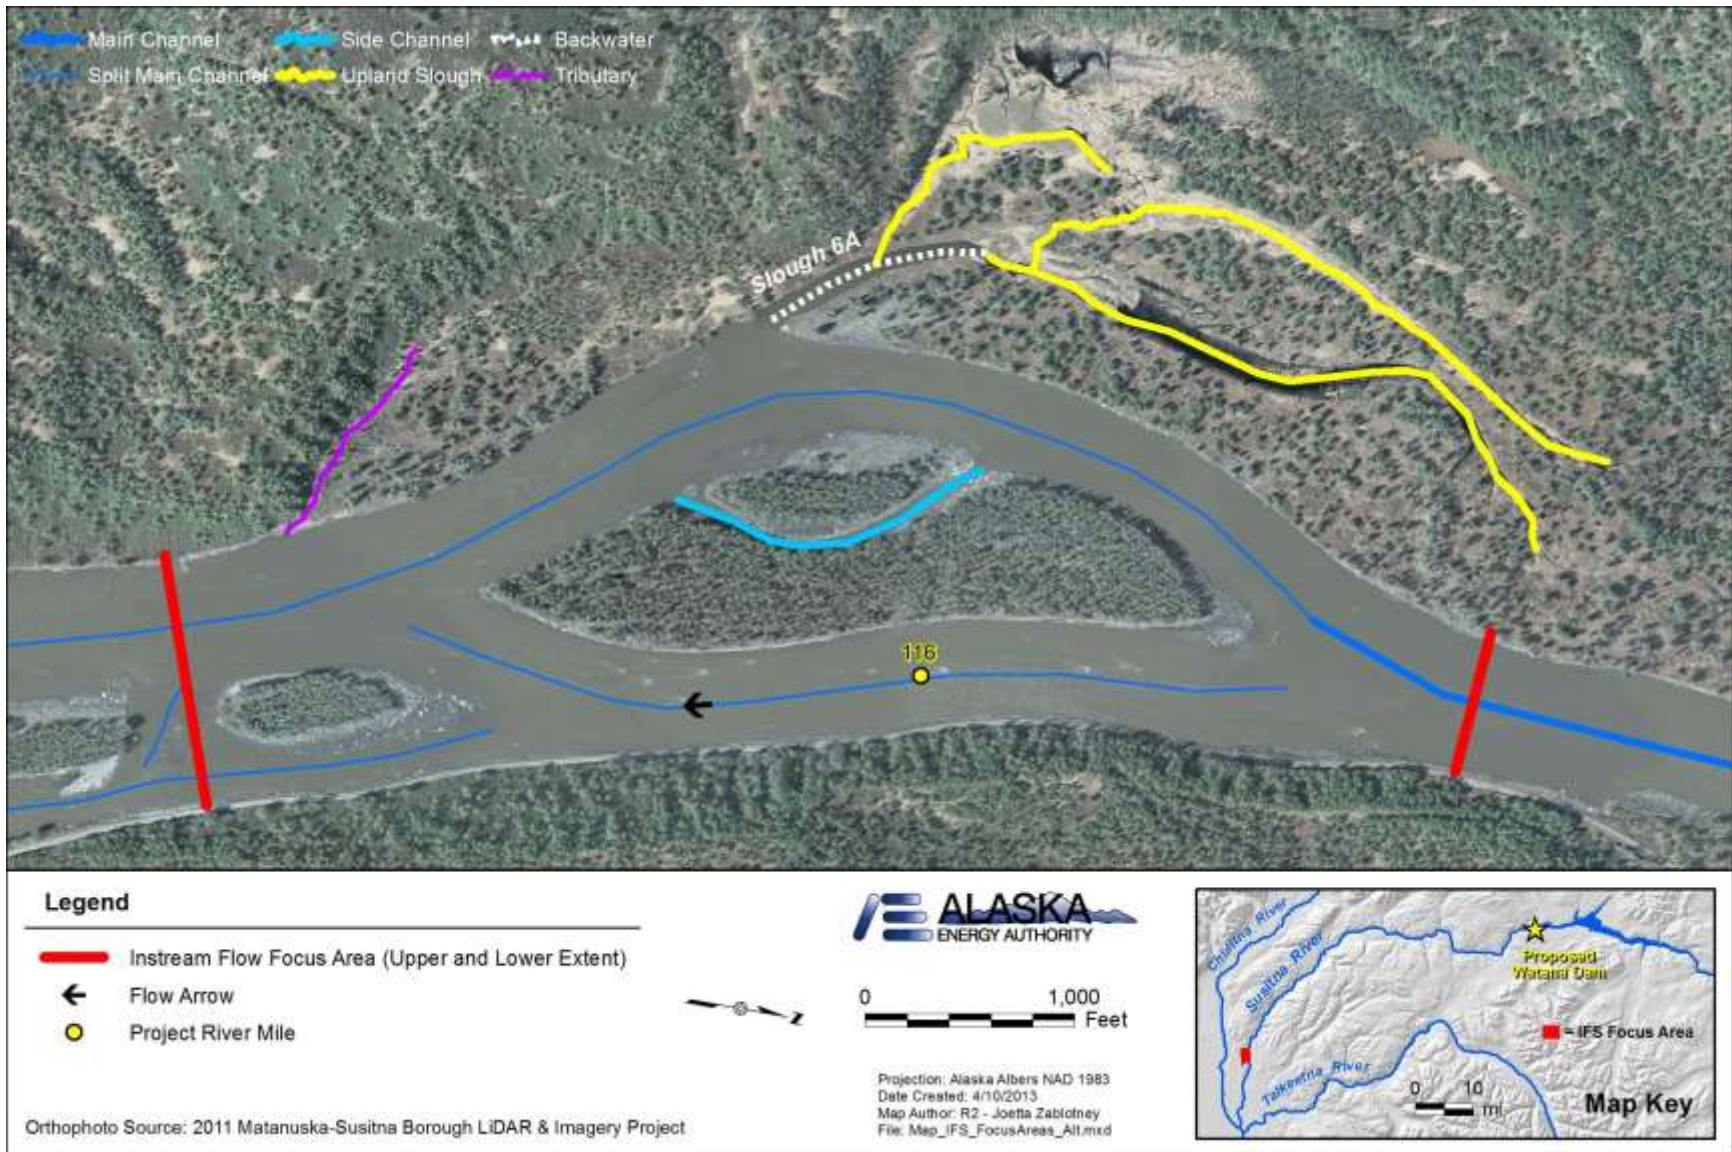 Main Channel Side Channel Backwater
Split Main Channel Upland Slough Tributary
Slough 6A
116
Legend
Instream Flow Focus Area (Upper and Lower Extent)
Flow Arrow
Project River Mile
Orthophoto Source: 2011 Matanuska-Susitna Borough LiDAR & Imagery Project
N
ALASKA
ENERGY AUTHORITY
0 1,000
Feet
Projection: Alaska Albers NAD 1983
Date Created: 4/10/2013
Map Author: R2 - Joetta Zablotney
File: Map_IFS_FocusAreas_Alt.mxd
Chulitna River
Susitna River
Proposed
Watana Dam
= IFS Focus Area
Talkeetna River
0 10
mi
Map Key